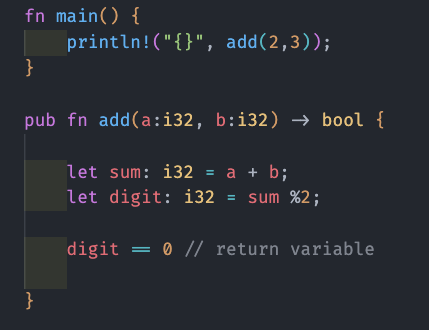 fn main() {
    println!("{}", add(2,3));
}

pub fn add(a:i32, b:i32) -> bool {

    let sum: i32 = a + b;
    let digit: i32 = sum %2;

    digit == 0 // return variable

}